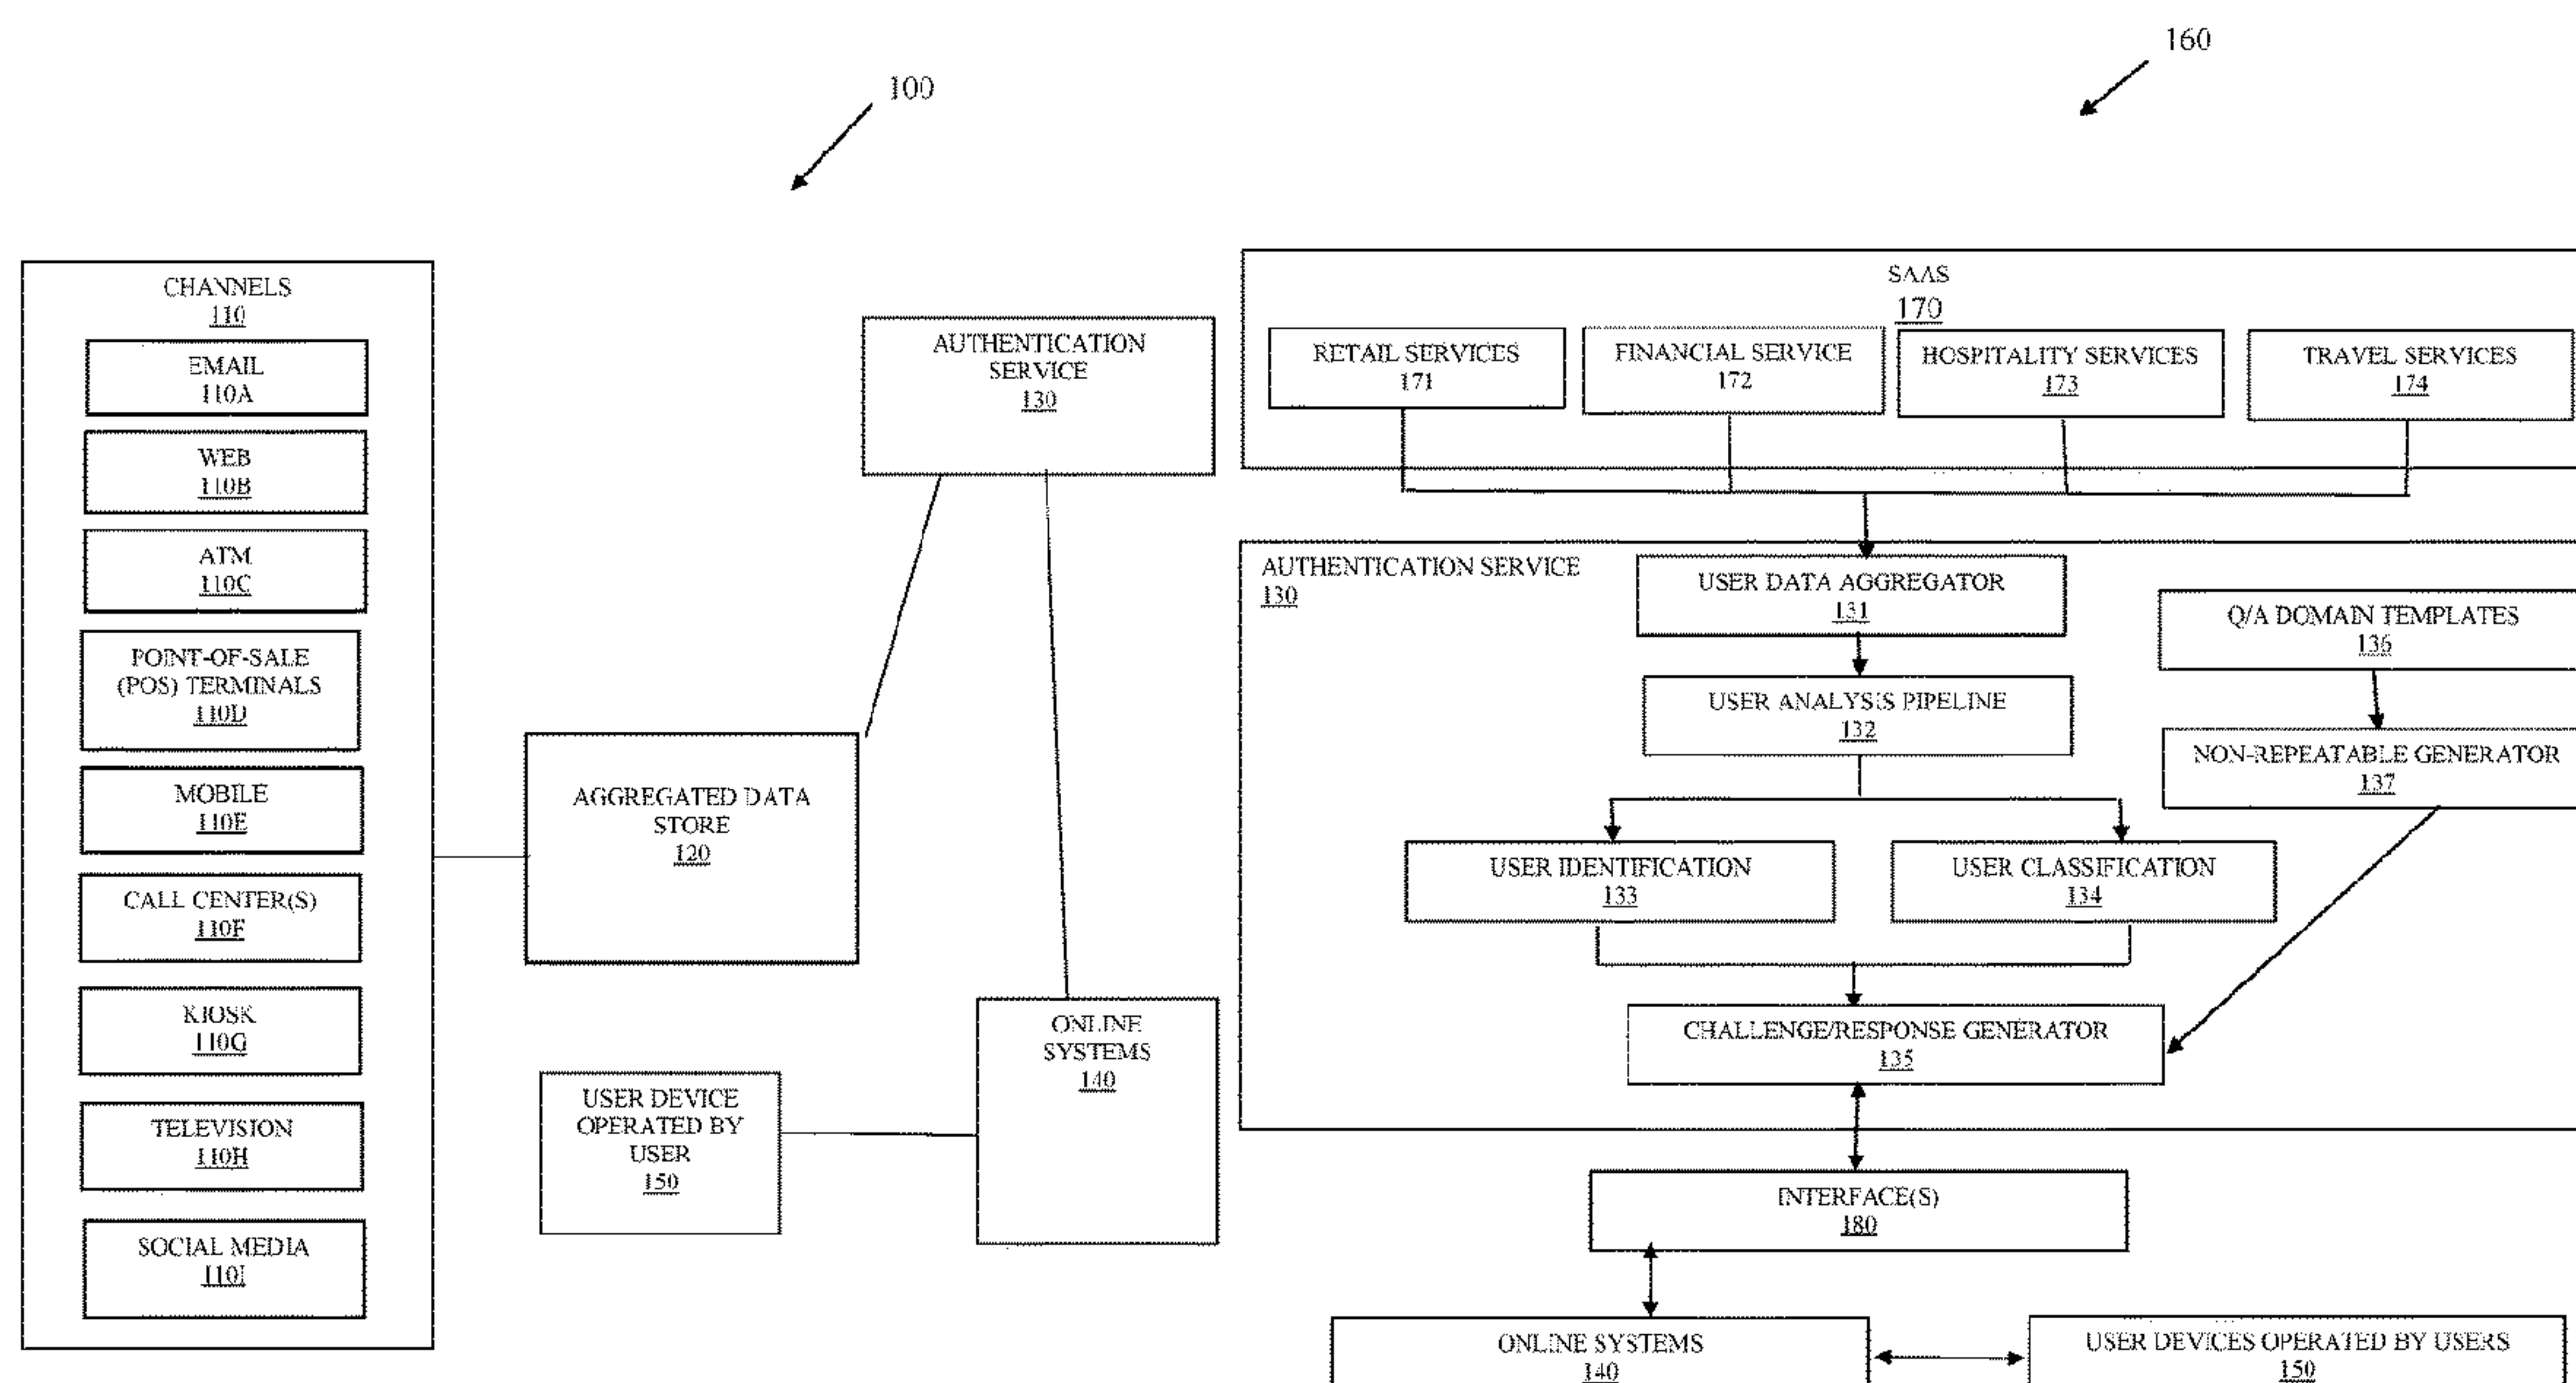 100
CHANNELS
110
EMAIL
110A
WEB
110B
ATM
110C
POINT-OF-SALE
(POS) TERMINALS
110D
MOBILE
110E
CALL CENTER(S)
110F
KIOSK
110G
TELEVISION
110H
SOCIAL MEDIA
110I
AGGREGATED DATA
STORE
120
AUTHENTICATION
SERVICE
130
ONLINE
SYSTEMS
140
USER DEVICE
OPERATED BY
USER
150
160
SAAS
170
RETAIL SERVICES
171
FINANCIAL SERVICE
172
HOSPITALITY SERVICES
173
TRAVEL SERVICES
174
AUTHENTICATION SERVICE
130
USER DATA AGGREGATOR
131
USER ANALYSIS PIPELINE
132
Q/A DOMAIN TEMPLATES
136
NON-REPEATABLE GENERATOR
137
USER IDENTIFICATION
133
USER CLASSIFICATION
134
CHALLENGE/RESPONSE GENERATOR
135
INTERFACE(S)
180
ONLINE SYSTEMS
140
USER DEVICES OPERATED BY USERS
150